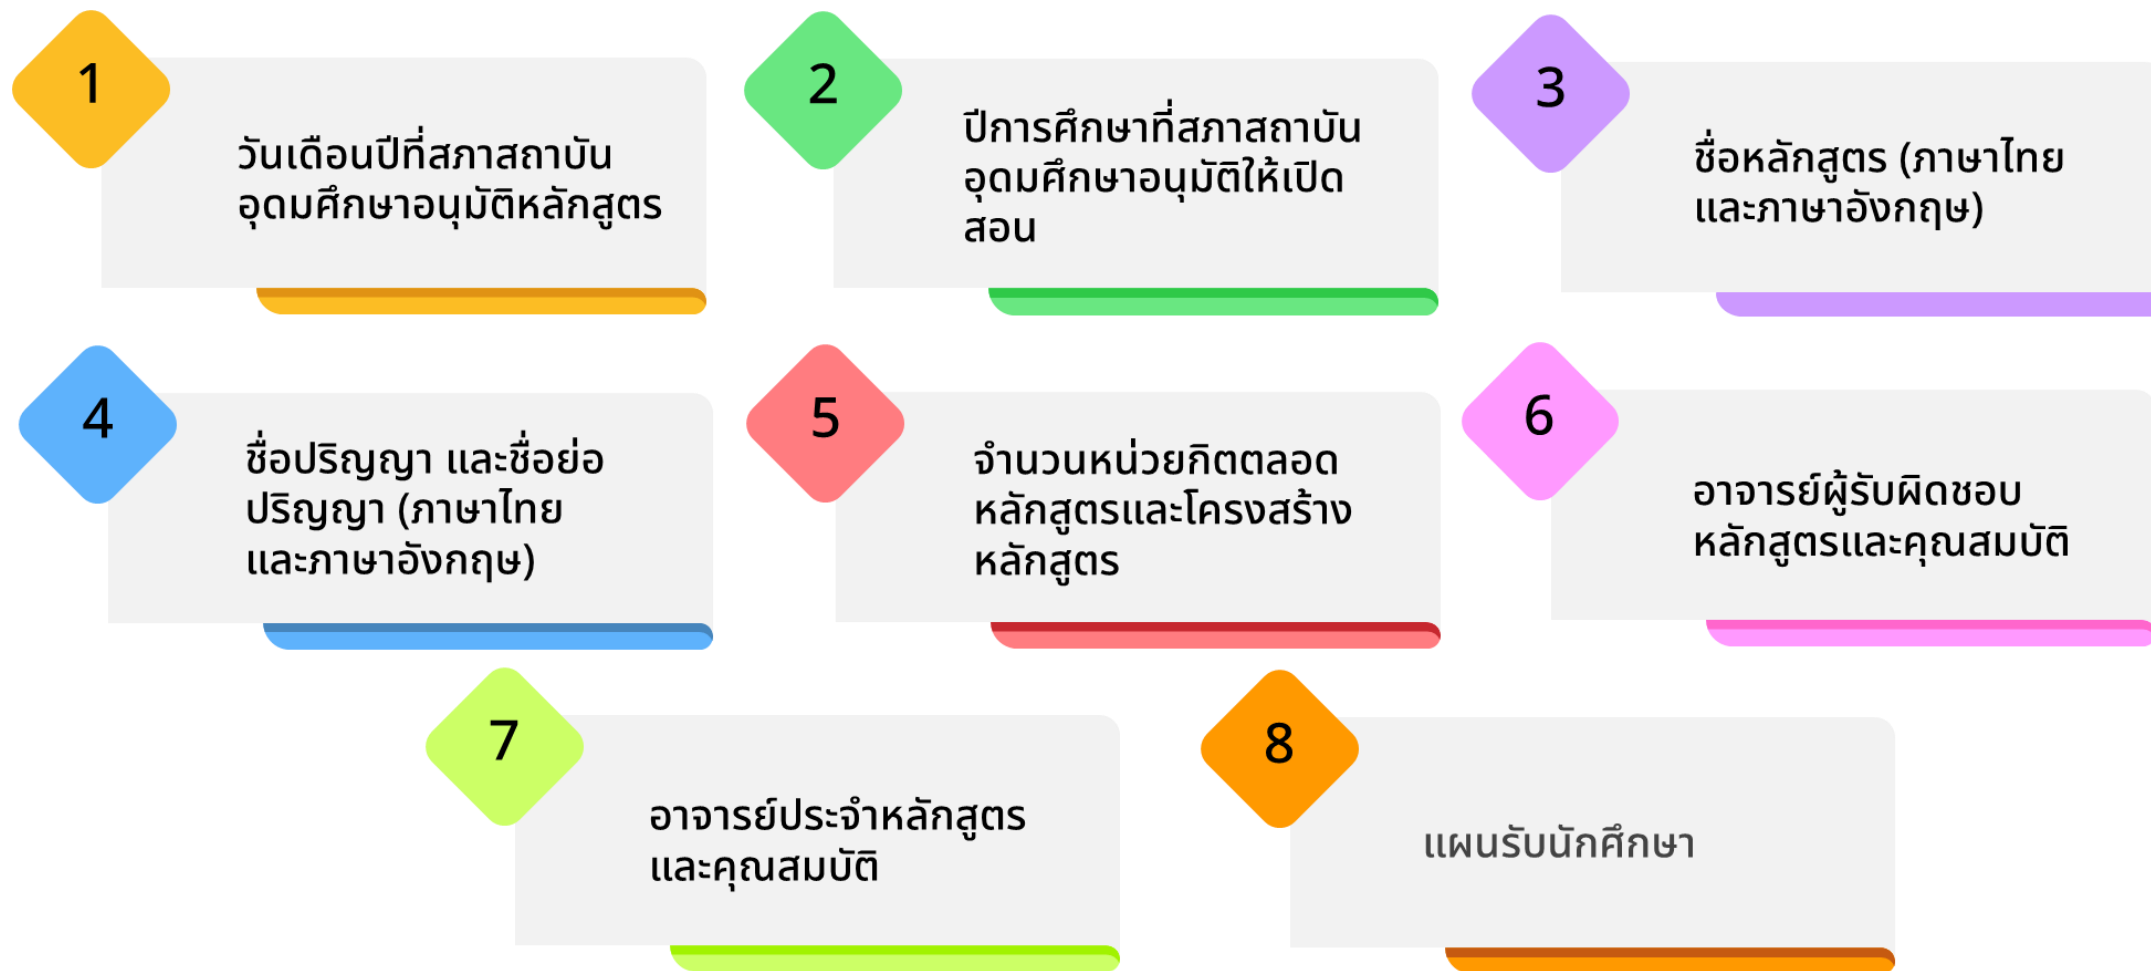 1
วันเดือนปีที่สภาสถาบัน
อุดมศึกษาอนุมัติหลักสูตร
2
ปีการศึกษาที่สภาสถาบัน
อุดมศึกษาอนุมัติให้เปิด
สอน
3
ชื่อหลักสูตร (ภาษาไทย
และภาษาอังกฤษ)
4
ชื่อปริญญา และชื่อย่อ
ปริญญา (ภาษาไทย
และภาษาอังกฤษ)
5
จำนวนหน่วยกิตตลอด
หลักสูตรและโครงสร้าง
หลักสูตร
6
อาจารย์ผู้รับผิดชอบ
หลักสูตรและคุณสมบัติ
7
อาจารย์ประจำหลักสูตร
และคุณสมบัติ
8
แผนรับนักศึกษา